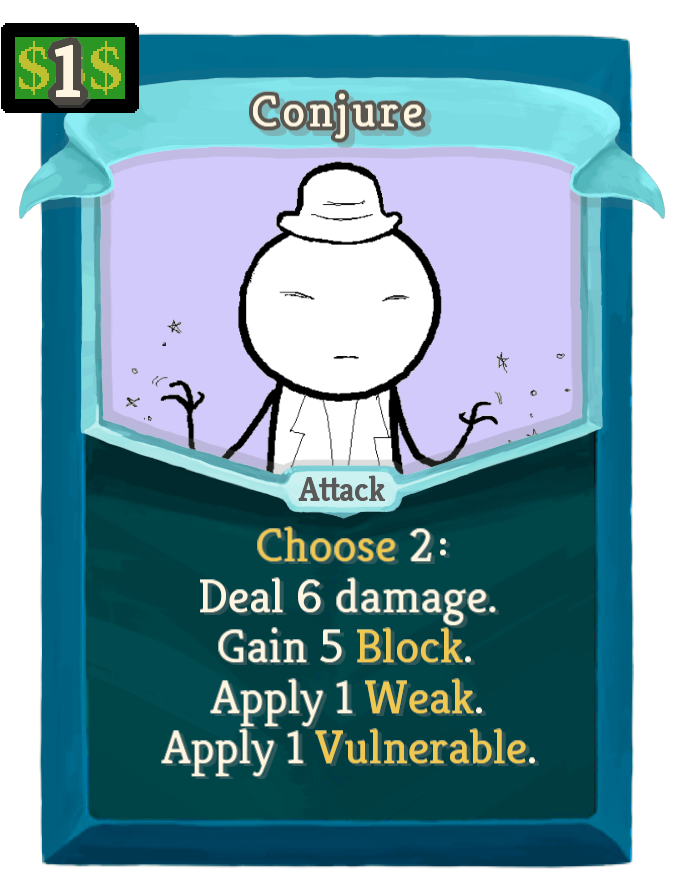 $1$
Conjure
Attack
Choose 2:
Deal 6 damage.
Gain 5 Block.
Apply 1 Weak.
Apply 1 Vulnerable.